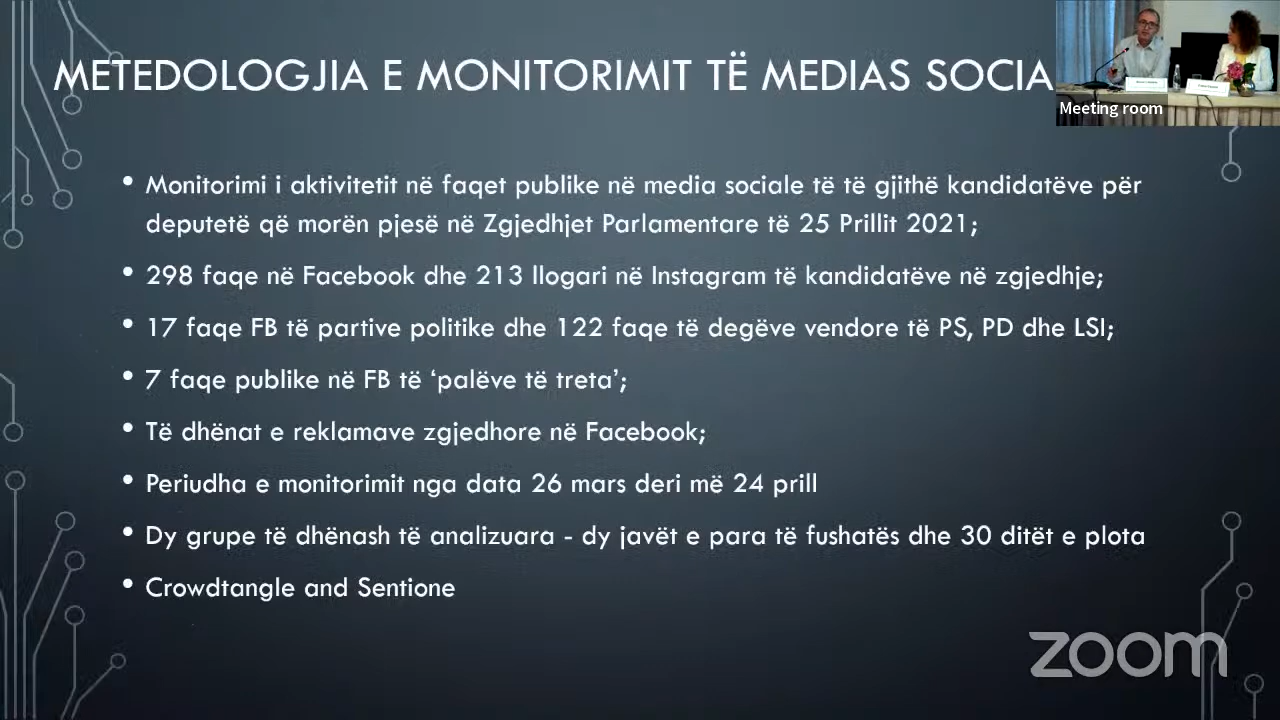 METEDOLOGJIA E MONITORIMIT TË MEDIAS SOCIA
Meeting room
• Monitorimi i aktivitetit në faqet publike në media sociale të të gjithë kandidatëve për
deputetë që morën pjesë në Zgjedhjet Parlamentare të 25 Prillit 2021;
• 298 faqe në Facebook dhe 213 llogari në Instagram të kandidatëve në zgjedhje;
• 17 faqe FB të partive politike dhe 122 faqe të degëve vendore të PS, PD dhe LSI;
• 7 faqe publike në FB të ‘palëve të treta’;
• Të dhënat e reklamave zgjedhore në Facebook;
• Periudha e monitorimit nga data 26 mars deri më 24 prill
• Dy grupe të dhënash të analizuara - dy javët e para të fushatës dhe 30 ditët e plota
• Crowdtangle and Sentione
zoom